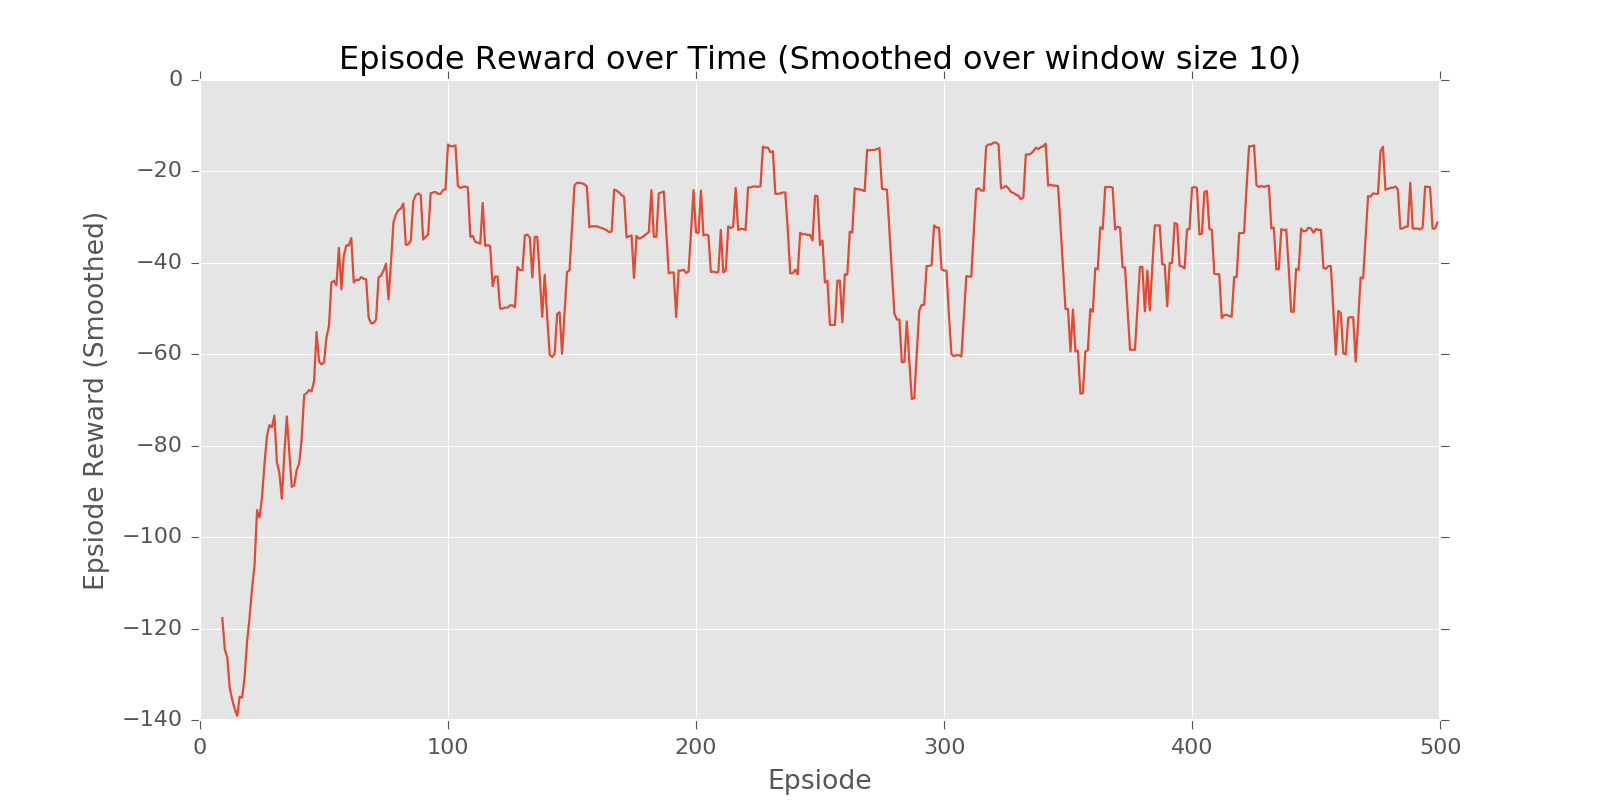 Episode Reward over Time (Smoothed over window size 10)
Epsiode Reward (Smoothed)
0
−20
−40
−60
−80
−100
−120
−140
0 100 200 300 400 500
Epsiode